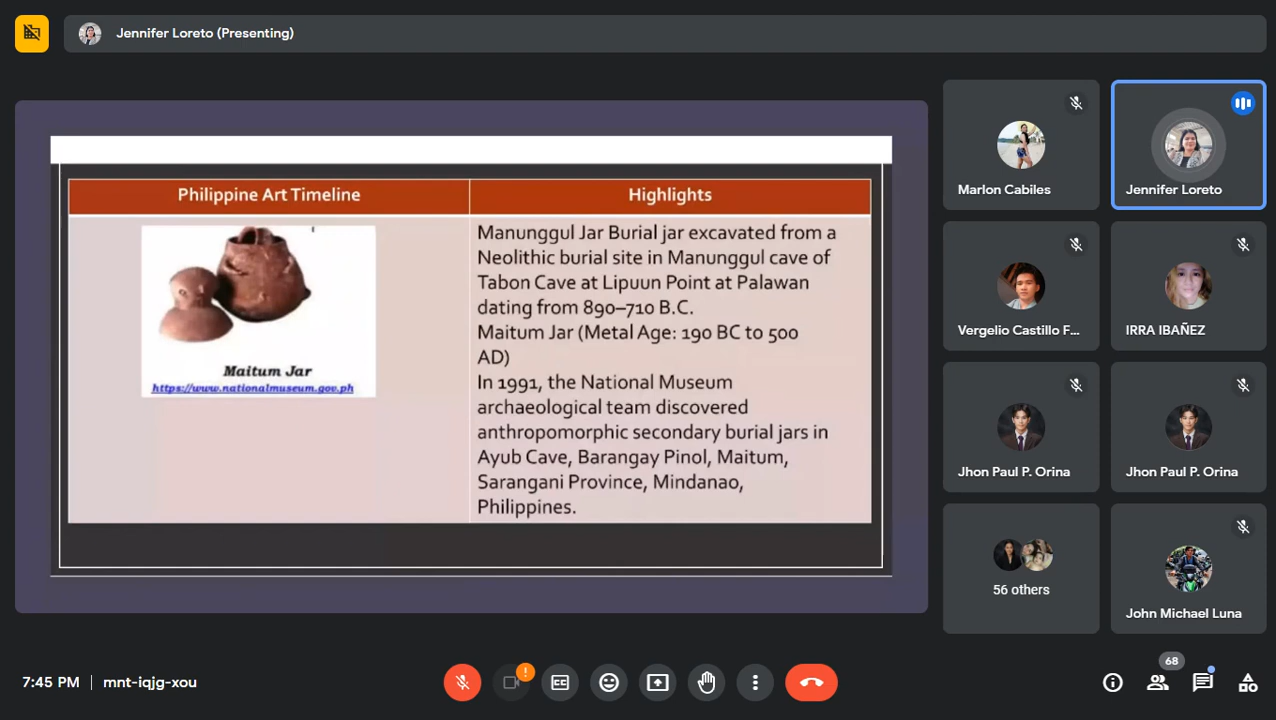 Jennifer Loreto (Presenting)
Philippine Art Timeline
Highlights
Maitum Jar
https://www.nationalmuseum.gov.ph
Manunggul Jar Burial jar excavated from a
Neolithic burial site in Manunggul cave of
Tabon Cave at Lipuun Point at Palawan
dating from 890–710 B.C.
Maitum Jar (Metal Age: 190 BC to 500
AD)
In 1991, the National Museum
archaeological team discovered
anthropomorphic secondary burial jars in
Ayub Cave, Barangay Pinol, Maitum,
Sarangani Province, Mindanao,
Philippines.
Marlon Cabiles
Jennifer Loreto
Vergelio Castillo F...
IRRA IBAÑEZ
Jhon Paul P. Orina
Jhon Paul P. Orina
56 others
John Michael Luna
7:45 PM | mnt-iqjg-xou
CC
68